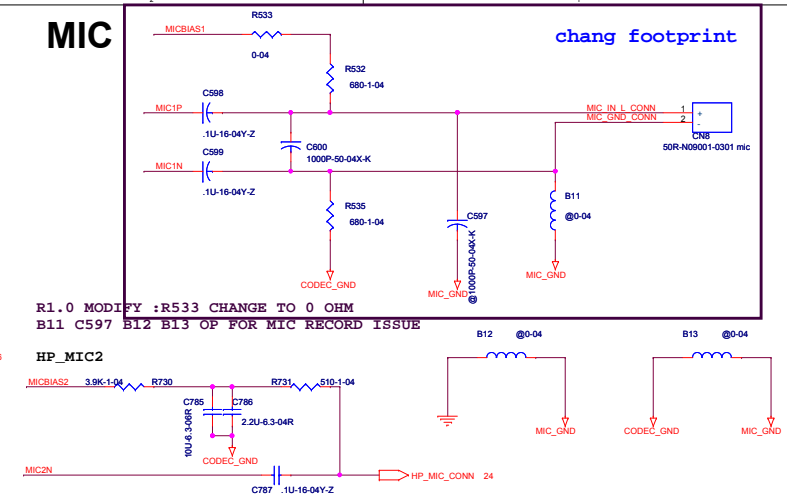 R533
MIC
MICBIAS1
chang footprint
0-04
R532
680-1-04
C598
MIC1P
MIC_IN_L_CONN
1
+
MIC_GND_CONN
2
-
.1U-16-04Y-Z
CN8
C600
50R-N09001-0301 mic
C599
1000P-50-04X-K
MIC1N
.1U-16-04Y-Z
B11
R535
@0-04
C597
680-1-04
@1000P-50-04X-K
MIC_GND
CODEC_GND
MIC_GND
R1.0 MODIFY :R533 CHANGE TO 0 OHM
B11 C597 B12 B13 OP FOR MIC RECORD ISSUE
B12 @0-04
B13 @0-04
HP_MIC2
MICBIAS2
3.9K-1-04
R730
R731
510-1-04
C785
C786
10U-6.3-06R
2.2U-6.3-04R
MIC_GND
CODEC_GND
MIC_GND
CODEC_GND
MIC2N
HP_MIC_CONN 24
C787
.1U-16-04Y-Z